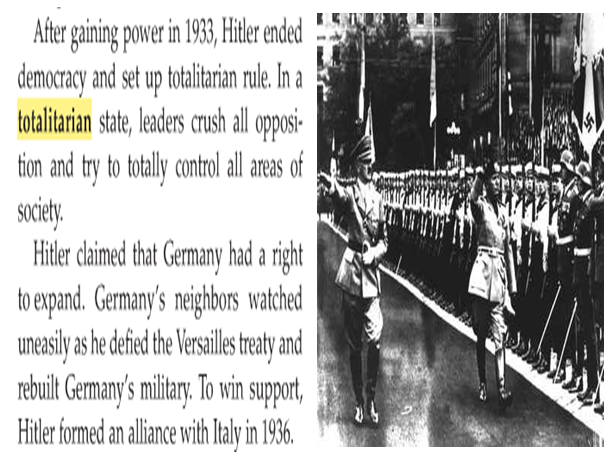 After gaining power in 1933, Hitler ended
democracy and set up totalitarian rule. In a
totalitarian state, leaders crush all opposi-
tion and try to totally control all areas of
society.
Hitler claimed that Germany had a right
to expand. Germany's neighbors watched
uneasily as he defied the Versailles treaty and
rebuilt Germany's military. To win support,
Hitler formed an alliance with Italy in 1936.